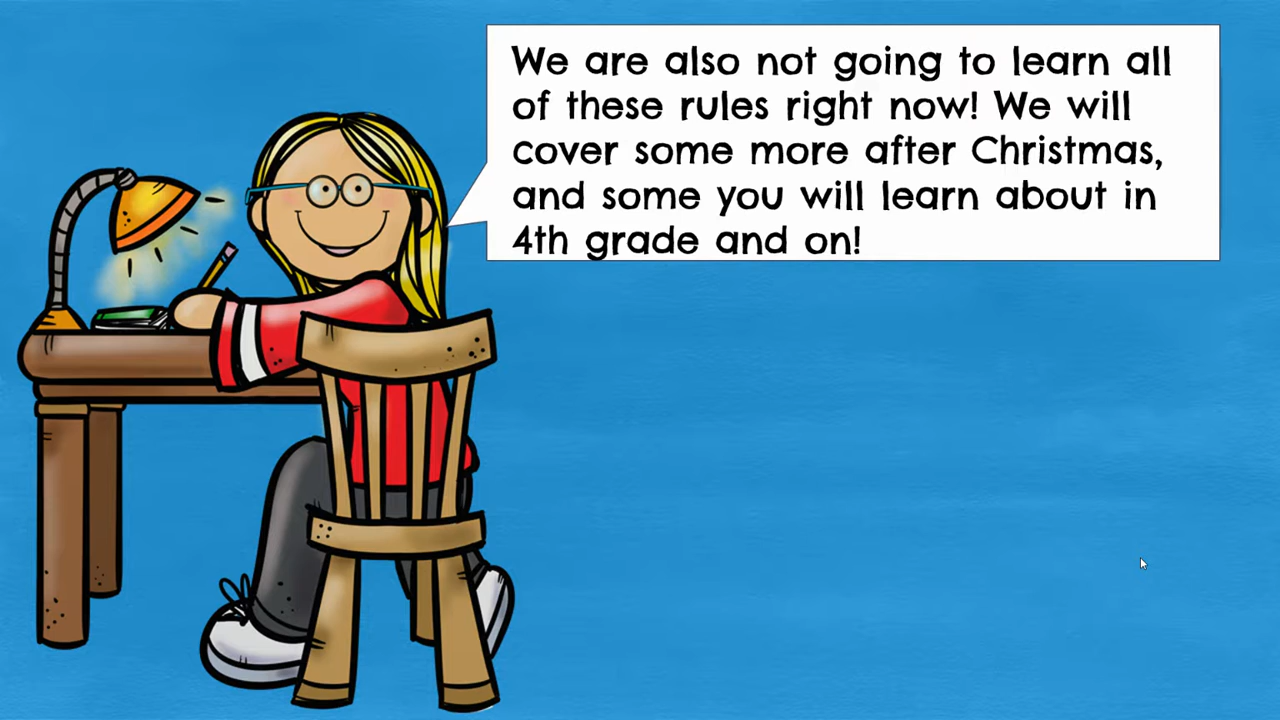 We are also not going to learn all
of these rules right now! We will
cover some more after Christmas,
and some you will learn about in
4th grade and on!